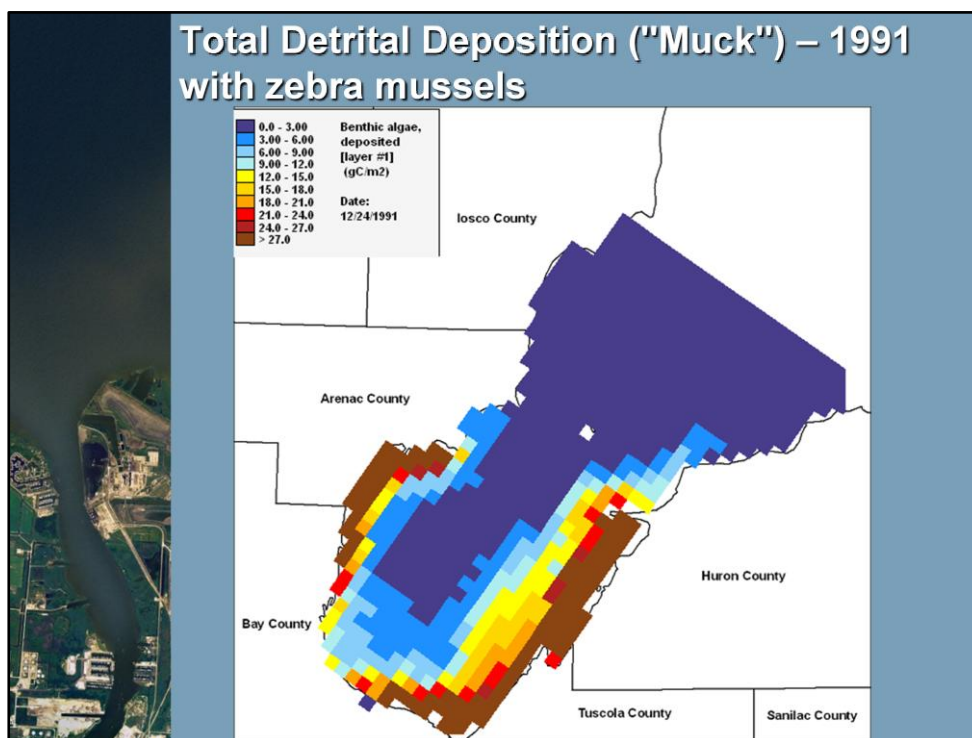 Total Detrital Deposition ("Muck") – 1991
with zebra mussels
0.0 - 3.00
3.00 - 6.00
6.00 - 9.00
9.00 - 12.0
12.0 - 15.0
15.0 - 18.0
18.0 - 21.0
21.0 - 24.0
24.0 - 27.0
> 27.0
Benthic algae,
deposited
[layer #1]
(gC/m2)
Date:
12/24/1991
Iosco County
Arenac County
Huron County
Bay County
Tuscola County
Sanilac County